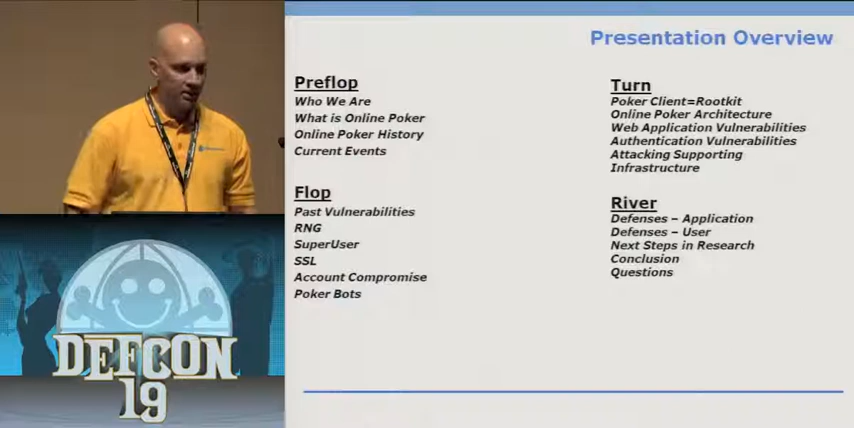 Presentation Overview
Preflop
Who We Are
What is Online Poker
Online Poker History
Current Events
Flop
Past Vulnerabilities
RNG
SuperUser
SSL
Account Compromise
Poker Bots
Turn
Poker Client=Rootkit
Online Poker Architecture
Web Application Vulnerabilities
Authentication Vulnerabilities
Attacking Supporting
Infrastructure
River
Defenses – Application
Defenses – User
Next Steps in Research
Conclusion
Questions
DEFCON
19